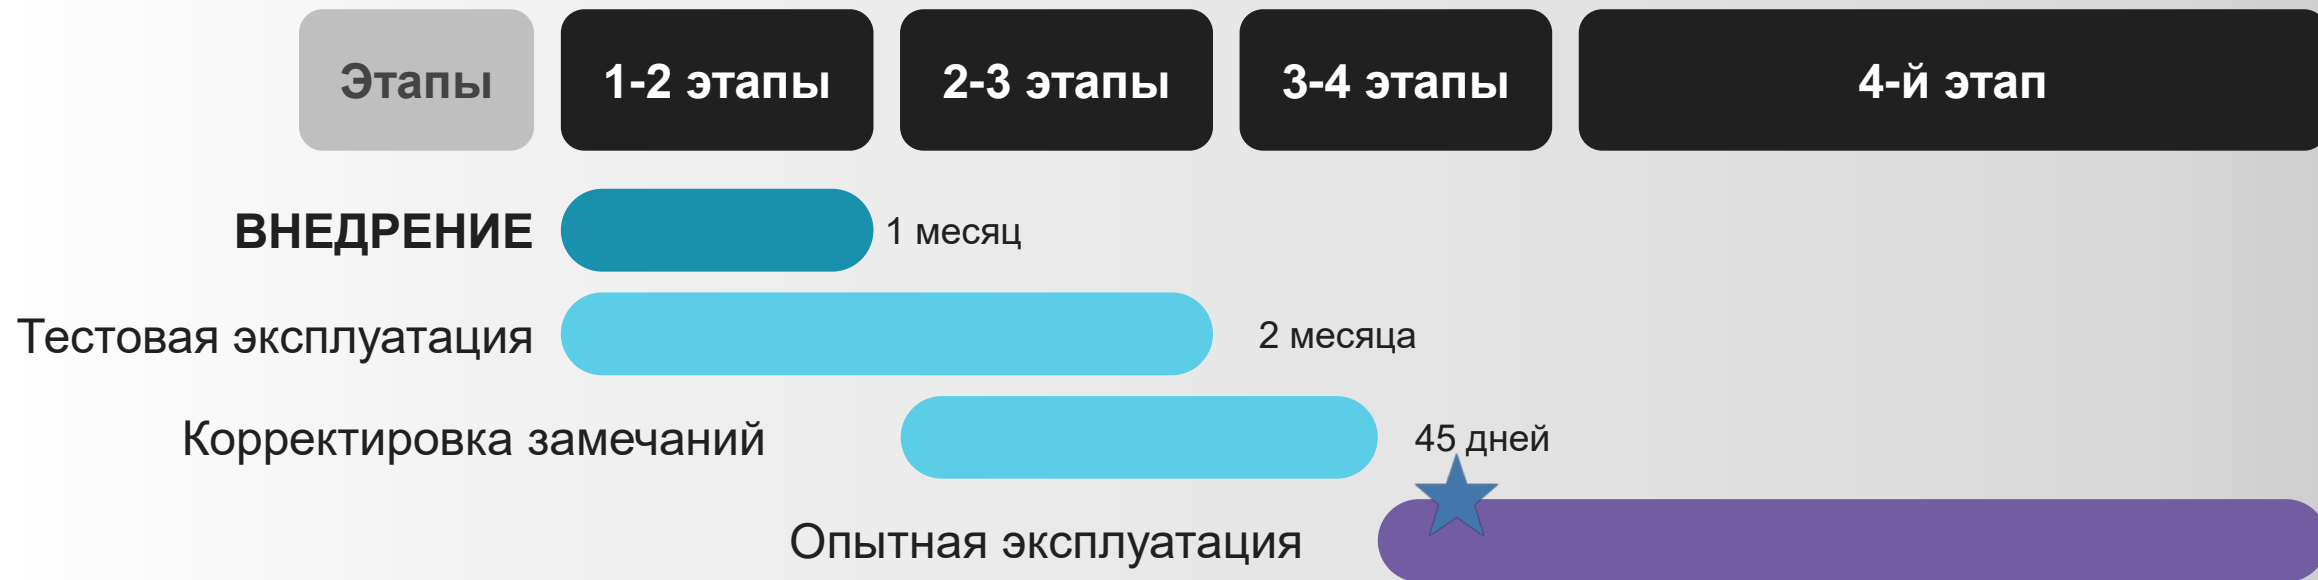 Этапы
1-2 этапы
2-3 этапы
3-4 этапы
4-й этап
ВНЕДРЕНИЕ
1 месяц
Тестовая эксплуатация
2 месяца
Корректировка замечаний
45 дней
Опытная эксплуатация